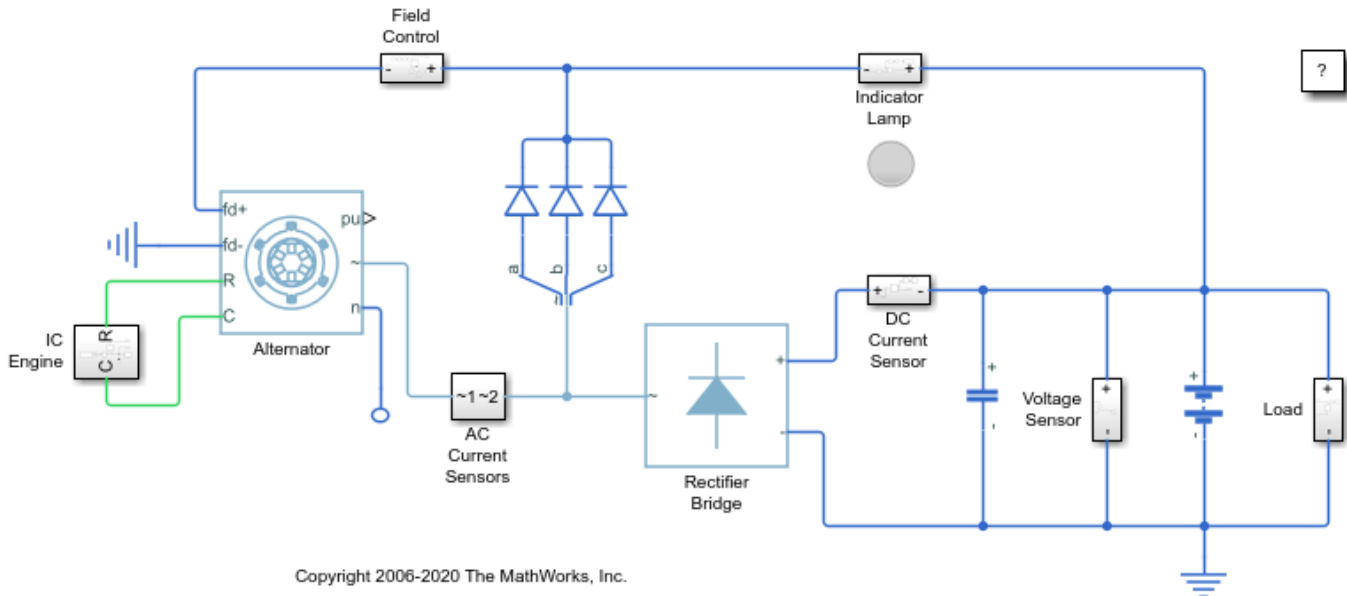 Field
Control
- +
- +
?
Indicator
Lamp
fd+
pu
fd-
~
R
n
C
Alternator
a
b
c
~
IC
Engine
R
C
+ -
DC
Current
Sensor
~1 ~2
AC
Current
Sensors
~
+
-
Rectifier
Bridge
+
-
Voltage
Sensor
+
-
+
-
Load
+
-
Copyright 2006-2020 The MathWorks, Inc.